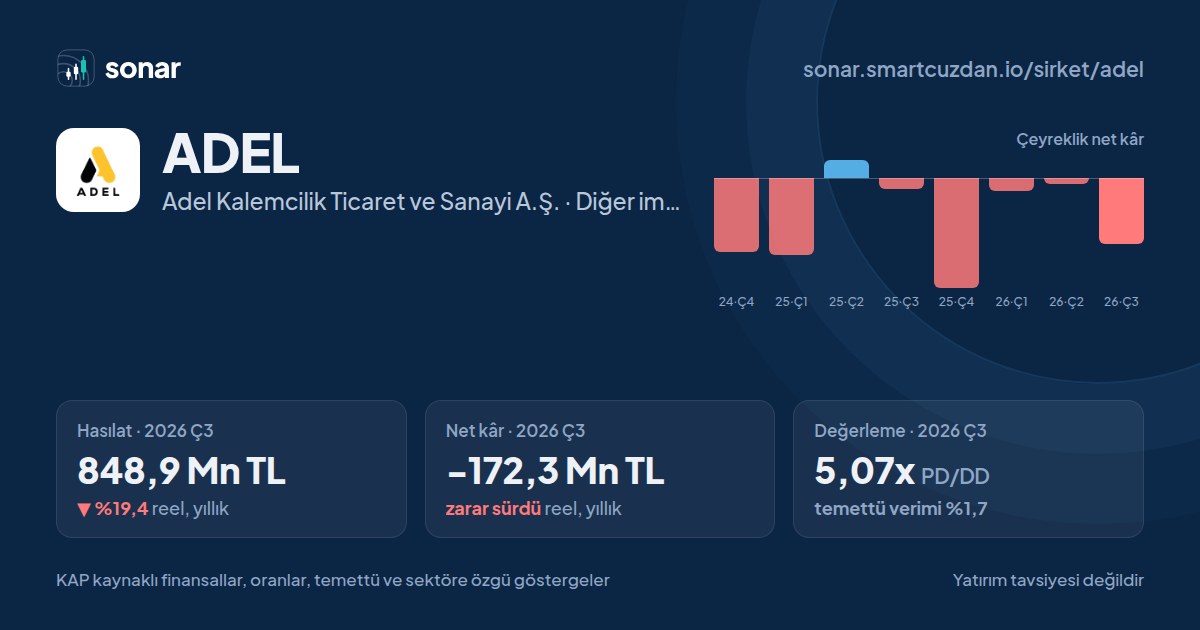 sonar
sonar.smartcuzdan.io/sirket/adel
ADEL
ADEL
Adel Kalemcilik Ticaret ve Sanayi A.Ş. · Diğer im...
Çeyreklik net kâr
24·Ç4 25·Ç1 25·Ç2 25·Ç3 25·Ç4 26·Ç1 26·Ç2 26·Ç3
Hasılat · 2026 Ç3
848,9 Mn TL
▼ %19,4 reel, yıllık
Net kâr · 2026 Ç3
−172,3 Mn TL
zarar sürdü reel, yıllık
Değerleme · 2026 Ç3
5,07x PD/DD
temettü verimi %1,7
KAP kaynaklı finansallar, oranlar, temettü ve sektöre özgü göstergeler
Yatırım tavsiyesi değildir